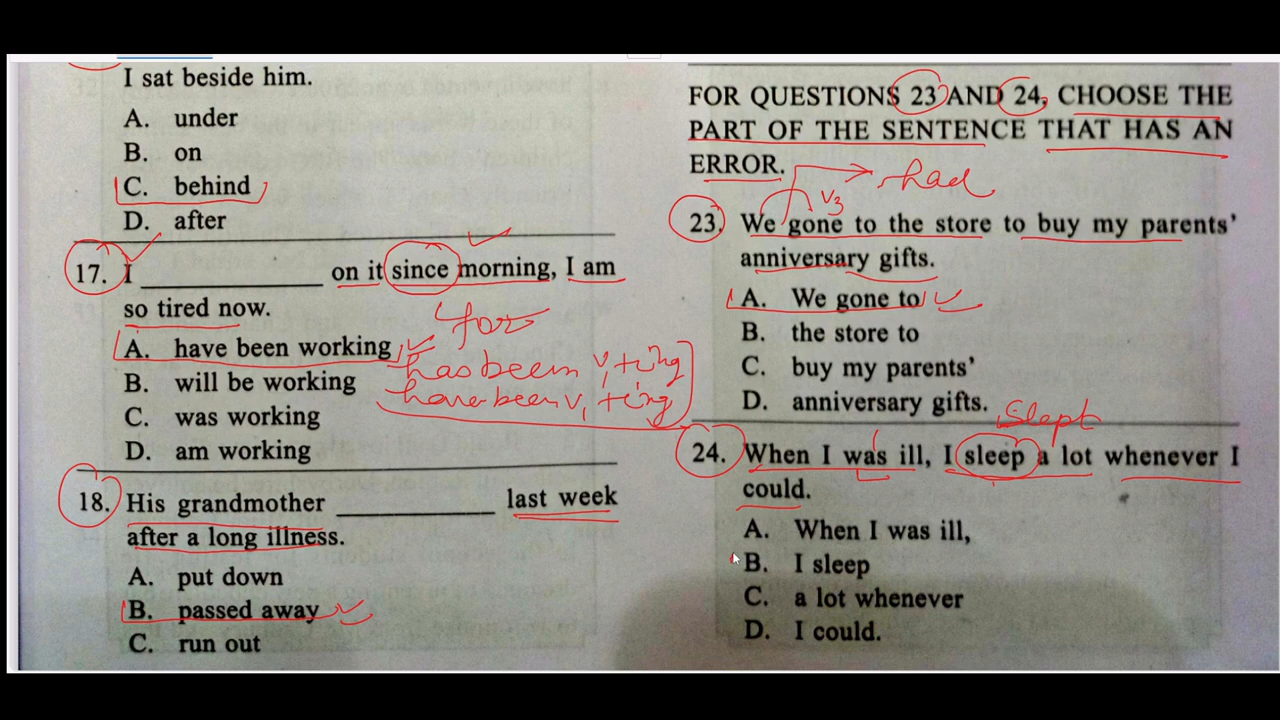 I sat beside him.
A. under
B. on
C. behind
D. after
17. I __________ on it since morning, I am
so tired now.
for
A. have been working
has been V1 + ing
have been V1 + ing
B. will be working
C. was working
D. am working
18. His grandmother __________ last week
after a long illness.
A. put down
B. passed away
C. run out
FOR QUESTIONS 23 AND 24, CHOOSE THE
PART OF THE SENTENCE THAT HAS AN
ERROR.
had
V3
23. We gone to the store to buy my parents'
anniversary gifts.
A. We gone to
B. the store to
C. buy my parents'
D. anniversary gifts.
slept
24. When I was ill, I sleep a lot whenever I
could.
A. When I was ill,
B. I sleep
C. a lot whenever
D. I could.